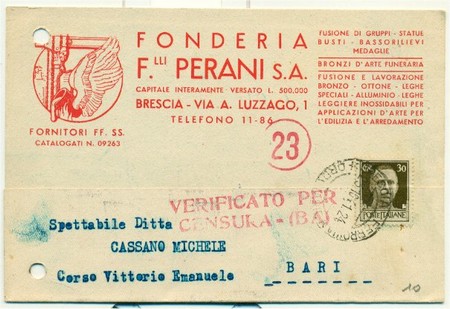 FONDERIA
F.LLI PERANI S.A.
CAPITALE INTERAMENTE VERSATO L. 500.000
BRESCIA - VIA A. LUZZAGO, 1
TELEFONO 11-86
FUSIONE DI GRUPPI - STATUE
BUSTI - BASSORILIEVI
MEDAGLIE
BRONZI D'ARTE FUNERARIA
FUSIONE E LAVORAZIONE
BRONZO - OTTONE - LEGHE
SPECIALI - ALLUMINIO - LEGHE
LEGGIERE INOSSIDABILI PER
APPLICAZIONI D'ARTE PER
L'EDILIZIA E L'ARREDAMENTO
FORNITORI FF. SS.
CATALOGATI N. 09263
23
30
POSTE ITALIANE
VERIFICATO PER
CENSURA - (BA)
Spettabile Ditta
CASSANO MICHELE
Corso Vittorio Emanuele
BARI
10